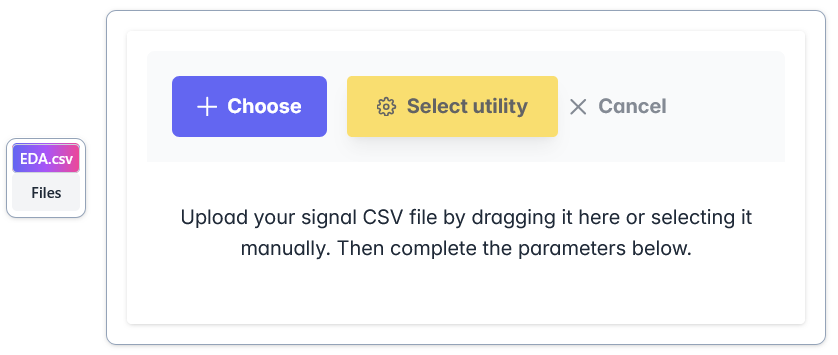 EDA.csv
Files
Choose
Select utility
Cancel
Upload your signal CSV file by dragging it here or selecting it
manually. Then complete the parameters below.